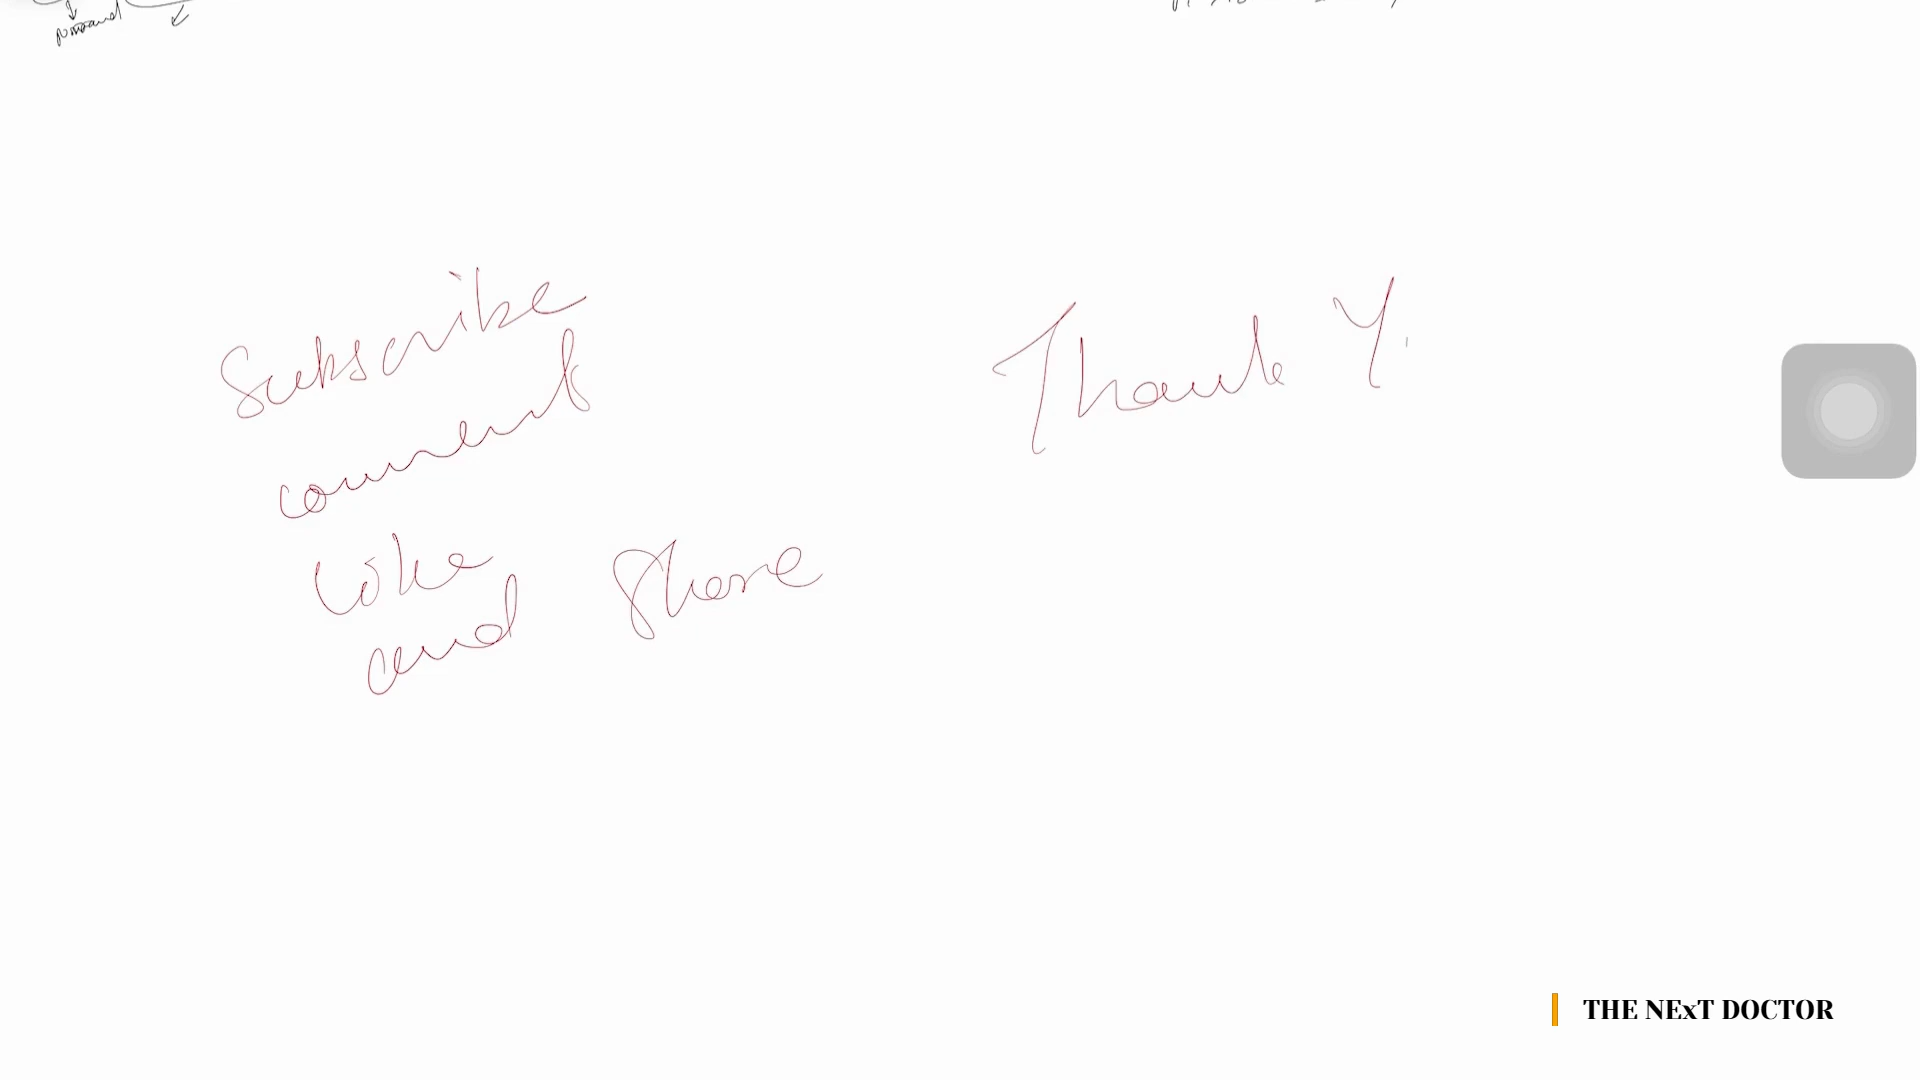 Subscribe
comment
like
and share
Thank Y
THE NExT DOCTOR